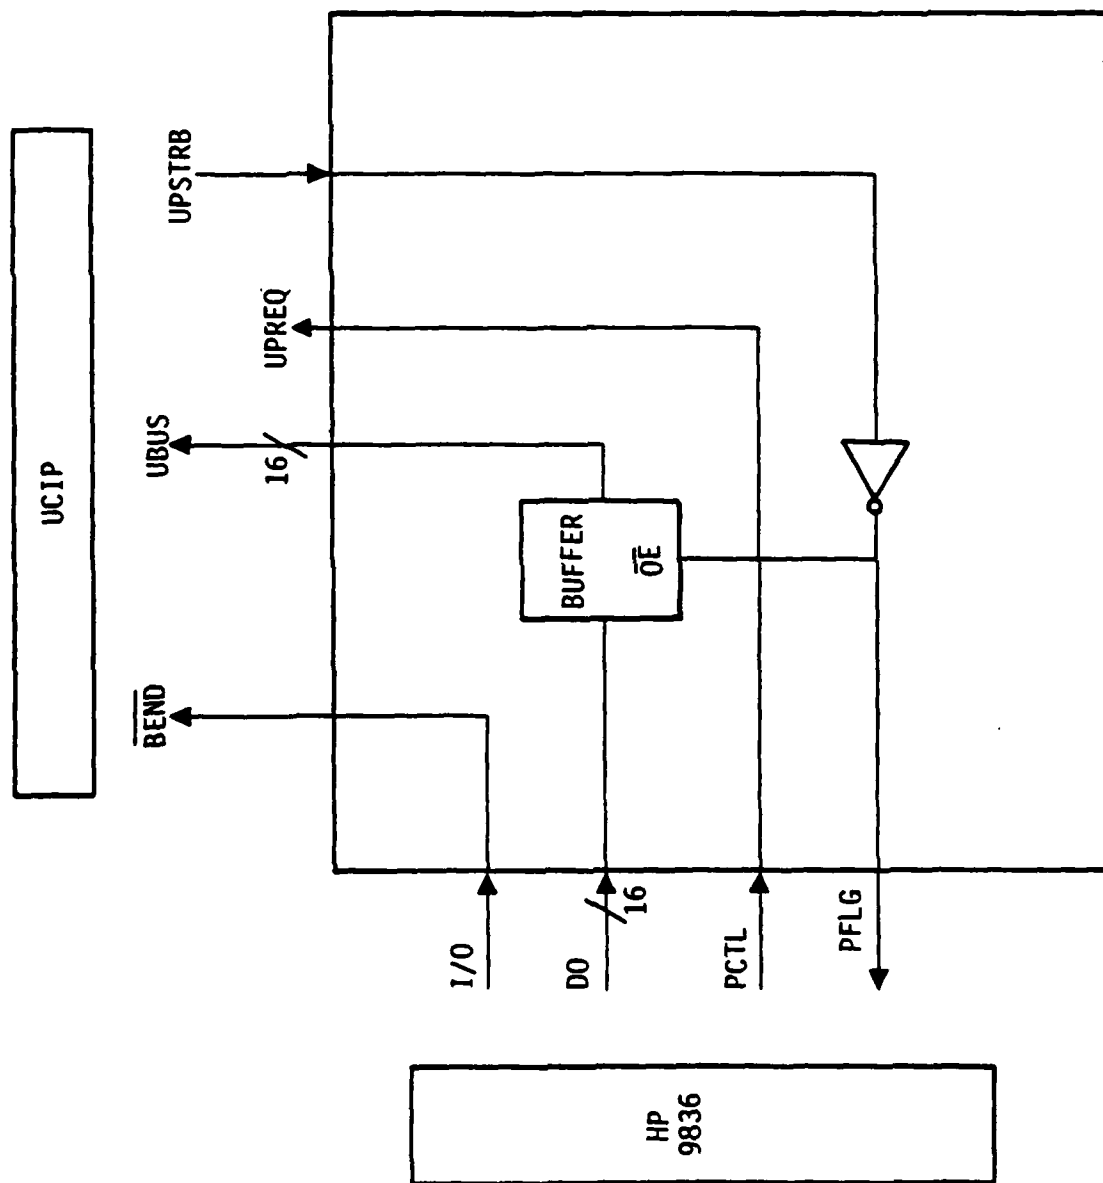 UCIP
BEND
UBUS
16
UPREQ
UPSTRB
BUFFER
OE
I/O
DO
16
PCTL
PFLG
HP
9836